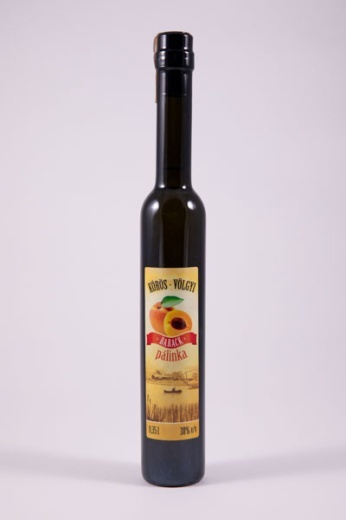 KÖRÖS - VÖLGYI
BARACK
pálinka
0,35 l 38% v/v